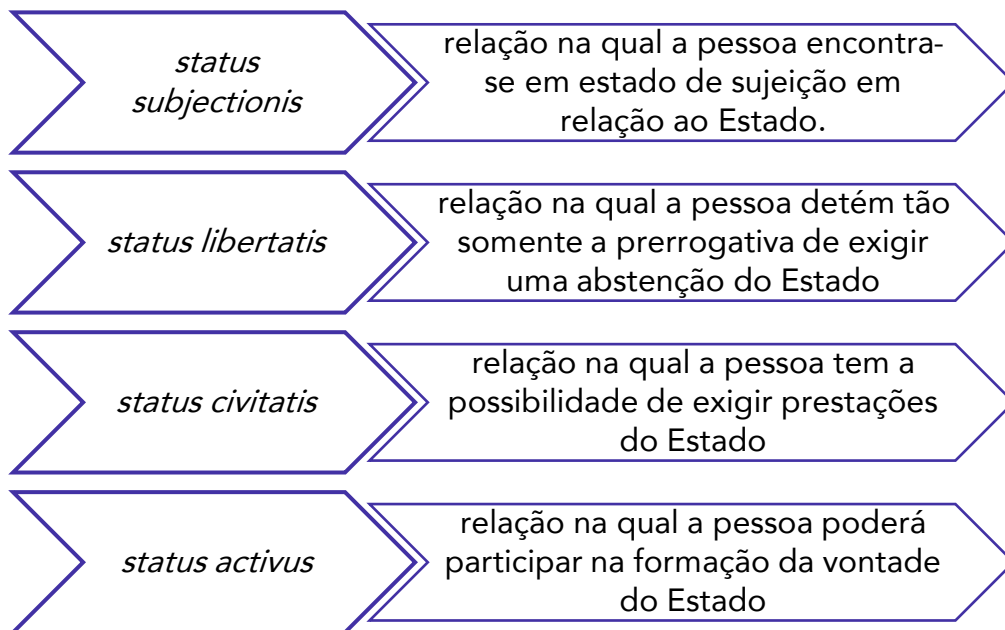 status
subjectionis
relação na qual a pessoa encontra-
se em estado de sujeição em
relação ao Estado.
status libertatis
relação na qual a pessoa detém tão
somente a prerrogativa de exigir
uma abstenção do Estado
status civitatis
relação na qual a pessoa tem a
possibilidade de exigir prestações
do Estado
status activus
relação na qual a pessoa poderá
participar na formação da vontade
do Estado